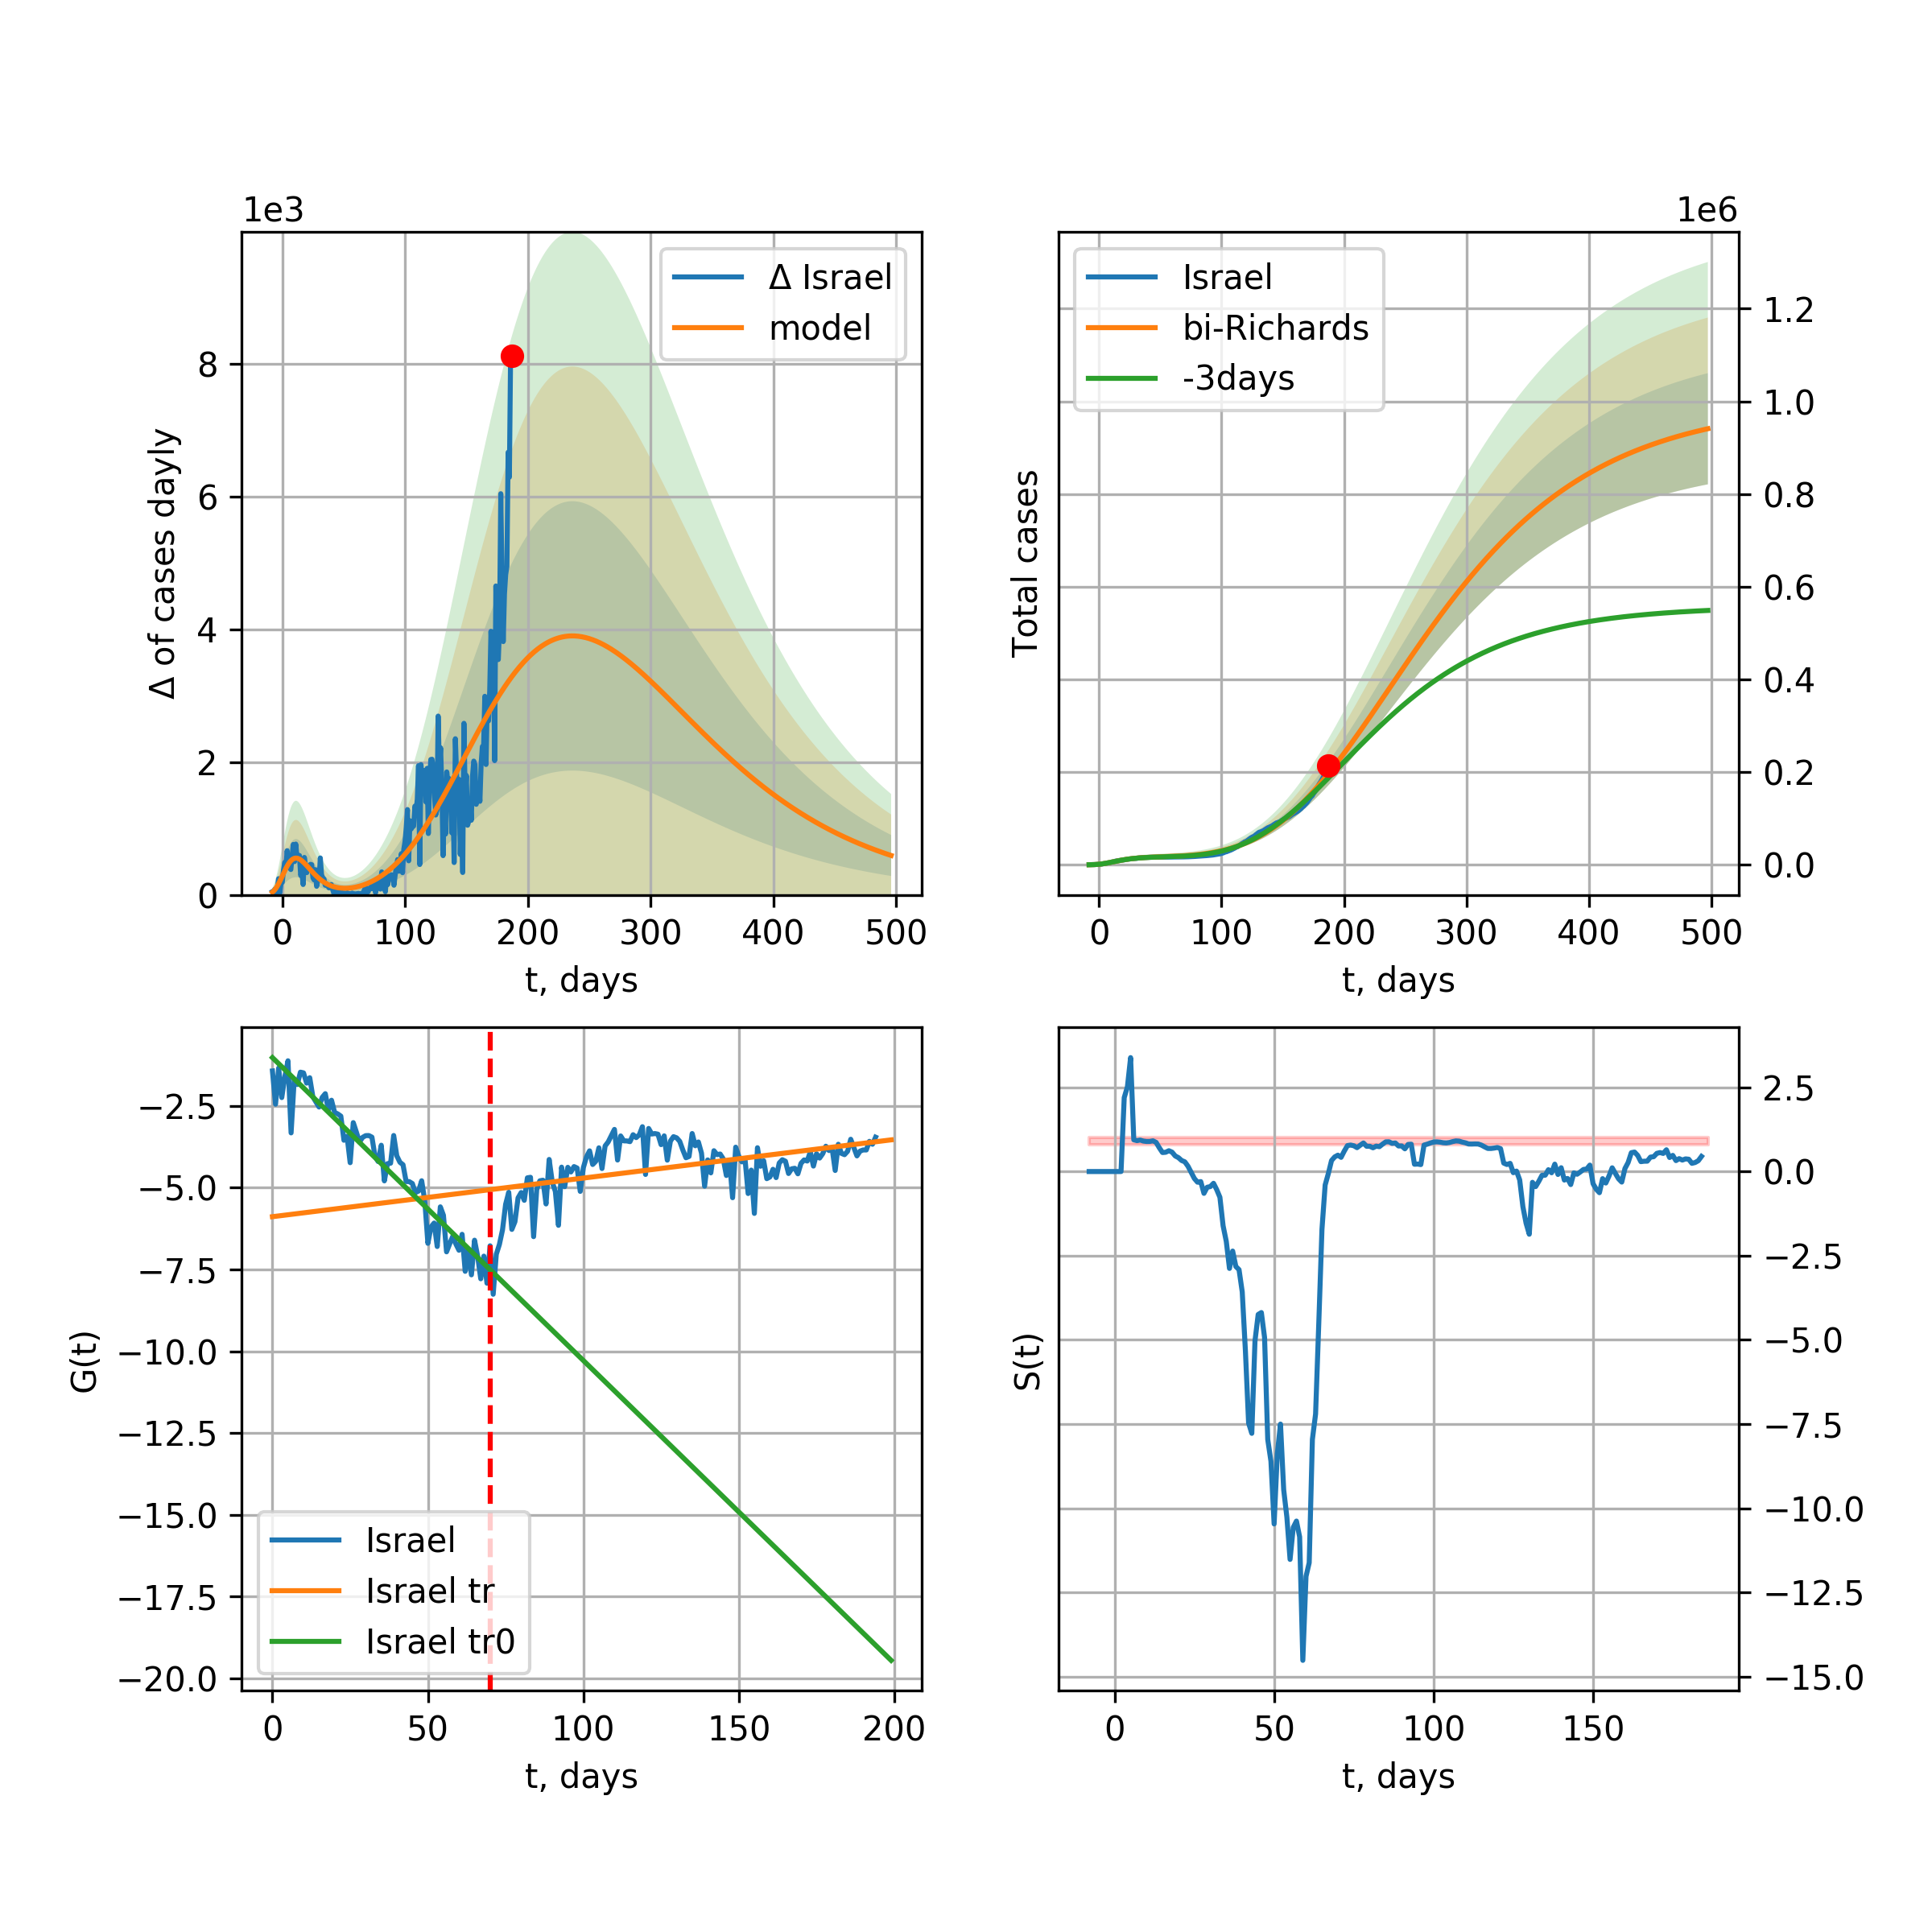 1e3
Δ Israel
model
8
6
4
2
0
Δ of cases dayly
0 100 200 300 400 500
t, days
1e6
Israel
bi-Richards
-3days
1.2
1.0
0.8
0.6
0.4
0.2
0.0
Total cases
0 100 200 300 400 500
t, days
−2.5
−5.0
−7.5
−10.0
−12.5
−15.0
−17.5
−20.0
G(t)
Israel
Israel tr
Israel tr0
0 50 100 150 200
t, days
2.5
0.0
−2.5
−5.0
−7.5
−10.0
−12.5
−15.0
S(t)
0 50 100 150
t, days